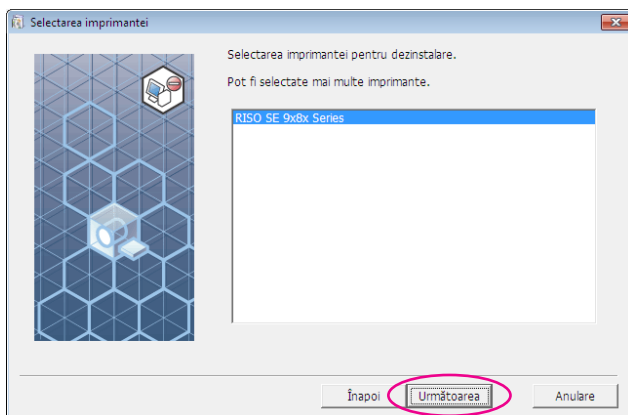 Selectarea imprimantei
Selectarea imprimantei pentru dezinstalare.
Pot fi selectate mai multe imprimante.
RISO SE 9x8x Series
Înapoi
Următoarea
Anulare